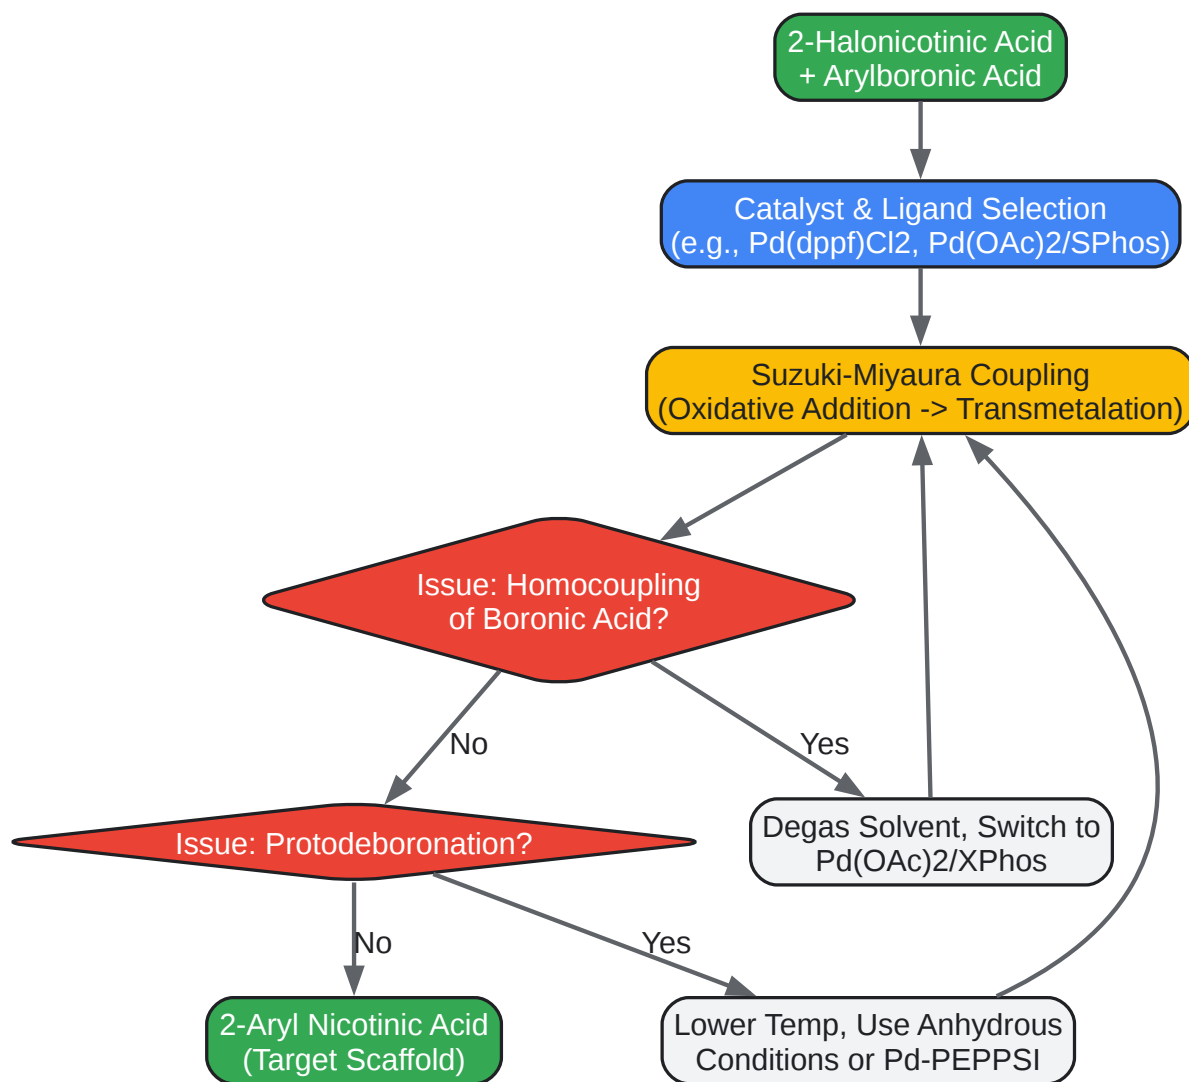 2-Halonicotinic Acid
+ Arylboronic Acid
Catalyst & Ligand Selection
(e.g., Pd(dppf)Cl2, Pd(OAc)2/SPhos)
Suzuki-Miyaura Coupling
(Oxidative Addition -> Transmetalation)
Issue: Homocoupling
of Boronic Acid?
No
Yes
Issue: Protodeboronation?
Degas Solvent, Switch to
Pd(OAc)2/XPhos
No
Yes
2-Aryl Nicotinic Acid
(Target Scaffold)
Lower Temp, Use Anhydrous
Conditions or Pd-PEPPSI